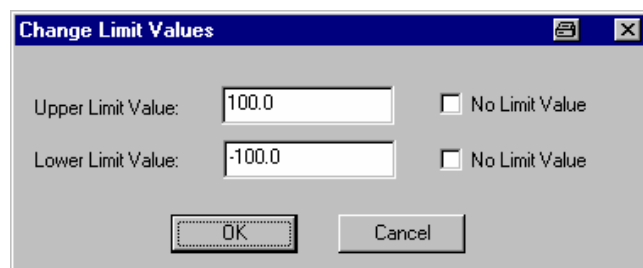 Change Limit Values
Upper Limit Value: 100.0 No Limit Value
Lower Limit Value: -100.0 No Limit Value
OK Cancel